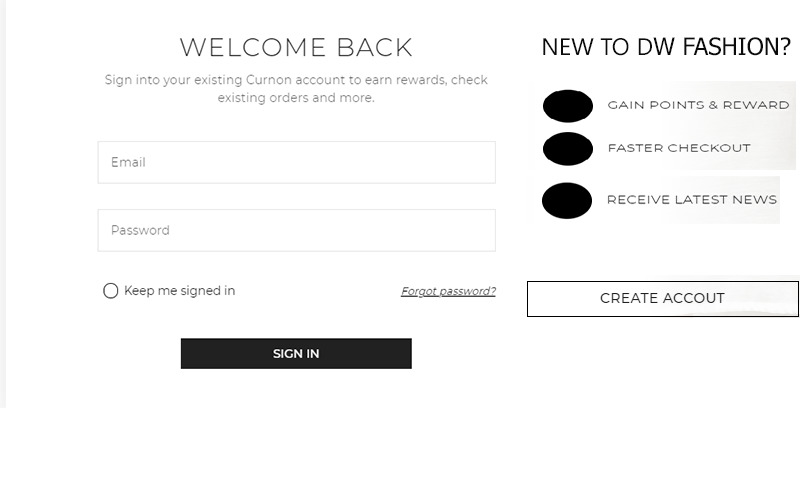 WELCOME BACK
Sign into your existing Curnon account to earn rewards, check
existing orders and more.
Email
Password
Keep me signed in
Forgot password?
SIGN IN
NEW TO DW FASHION?
GAIN POINTS & REWARD
FASTER CHECKOUT
RECEIVE LATEST NEWS
CREATE ACCOUT